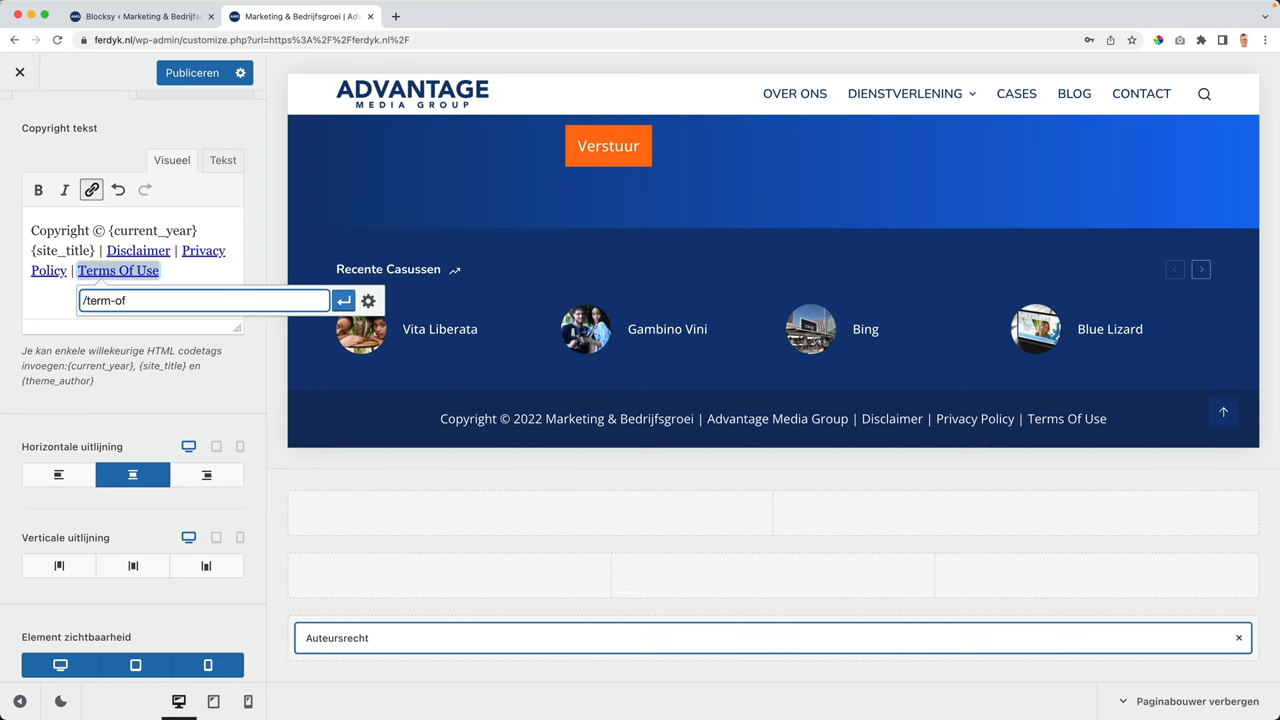 Blocksy ‹ Marketing & Bedrijfsg
Marketing & Bedrijfsgroei | Adv
ferdyk.nl/wp-admin/customize.php?url=https%3A%2F%2Fferdyk.nl%2F
Publiceren
Copyright tekst
Visueel
Tekst
B I
Copyright © {current_year}
{site_title} | Disclaimer | Privacy
Policy | Terms Of Use
/term-of
Je kan enkele willekeurige HTML codetags
invoegen:{current_year}, {site_title} en
{theme_author}
Horizontale uitlijning
Verticale uitlijning
Element zichtbaarheid
ADVANTAGE
MEDIA GROUP
OVER ONS
DIENSTVERLENING
CASES
BLOG
CONTACT
Verstuur
Recente Casussen
Vita Liberata
Gambino Vini
Bing
Blue Lizard
Copyright © 2022 Marketing & Bedrijfsgroei | Advantage Media Group | Disclaimer | Privacy Policy | Terms Of Use
Auteursrecht
Paginabouwer verbergen